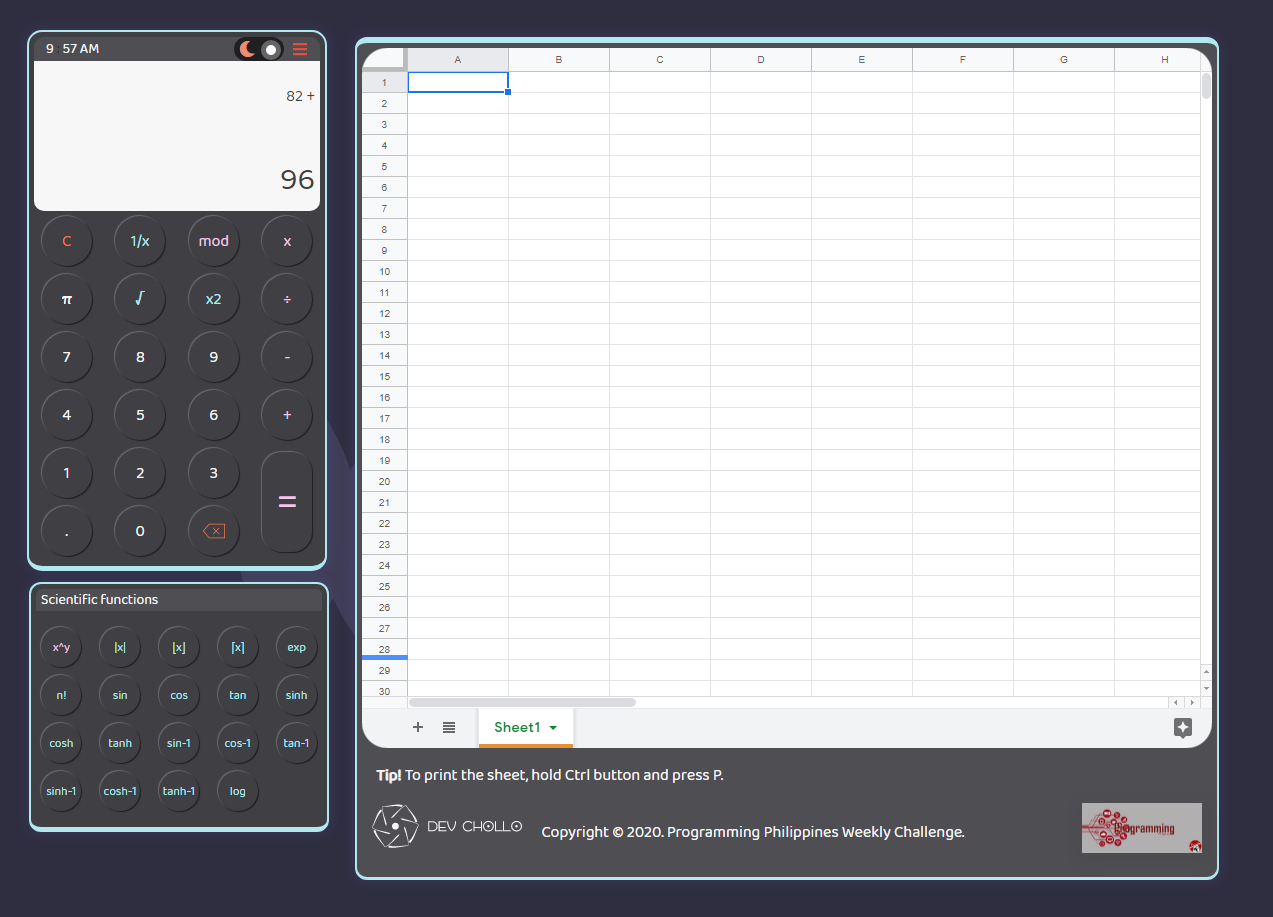 9 : 57 AM
82 +
96
C 1/x mod x
π √ x2 ÷
7 8 9 -
4 5 6 +
1 2 3 =
. 0
Scientific functions
x^y |x| ⌊x⌋ ⌈x⌉ exp
n! sin cos tan sinh
cosh tanh sin-1 cos-1 tan-1
sinh-1 cosh-1 tanh-1 log
A B C D E F G H
1
2
3
4
5
6
7
8
9
10
11
12
13
14
15
16
17
18
19
20
21
22
23
24
25
26
27
28
29
30
+ Sheet1
Tip! To print the sheet, hold Ctrl button and press P.
DEV CHOLLO
Copyright © 2020. Programming Philippines Weekly Challenge.
Programming